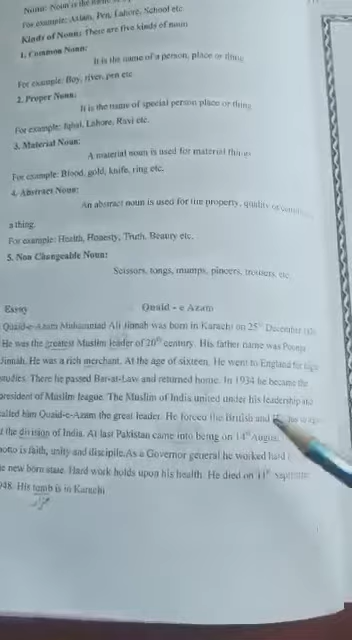 Noun: Noun is the name of
For example: Aslam, Pen, Lahore, School etc.
Kinds of Noun: There are five kinds of noun
1. Common Noun:
It is the name of a person, place or thing
For example: Boy, river, pen etc
2. Proper Noun:
It is the name of special person place or thing
For example: Iqbal, Lahore, Ravi etc.
3. Material Noun:
A material noun is used for material things
For example: Blood, gold, knife, ring etc.
4. Abstract Noun:
An abstract noun is used for the property, quality or
a thing.
For example: Health, Honesty, Truth, Beauty etc.
5. Non Changeable Noun:
Scissors, tongs, mumps, pincers, trousers, etc
Essay Quaid - e Azam
Quaid-e-Azam Muhammad Ali Jinnah was born in Karachi on 25th December
He was the greatest Muslim leader of 20th century. His father name was Poonja
Jinnah. He was a rich merchant. At the age of sixteen. He went to England for
studies. There he passed Bar-at-Law and returned home. In 1934 he became the
president of Muslim league. The Muslim of India united under his leadership and
called him Quaid-e-Azam the great leader. He forced the British and
the division of India. At last Pakistan came into being on 14th
motto is faith, unity and disciple. As a Governor general he worked hard
new born state. Hard work holds upon his health. He died on 11th
948. His tomb is in Karachi